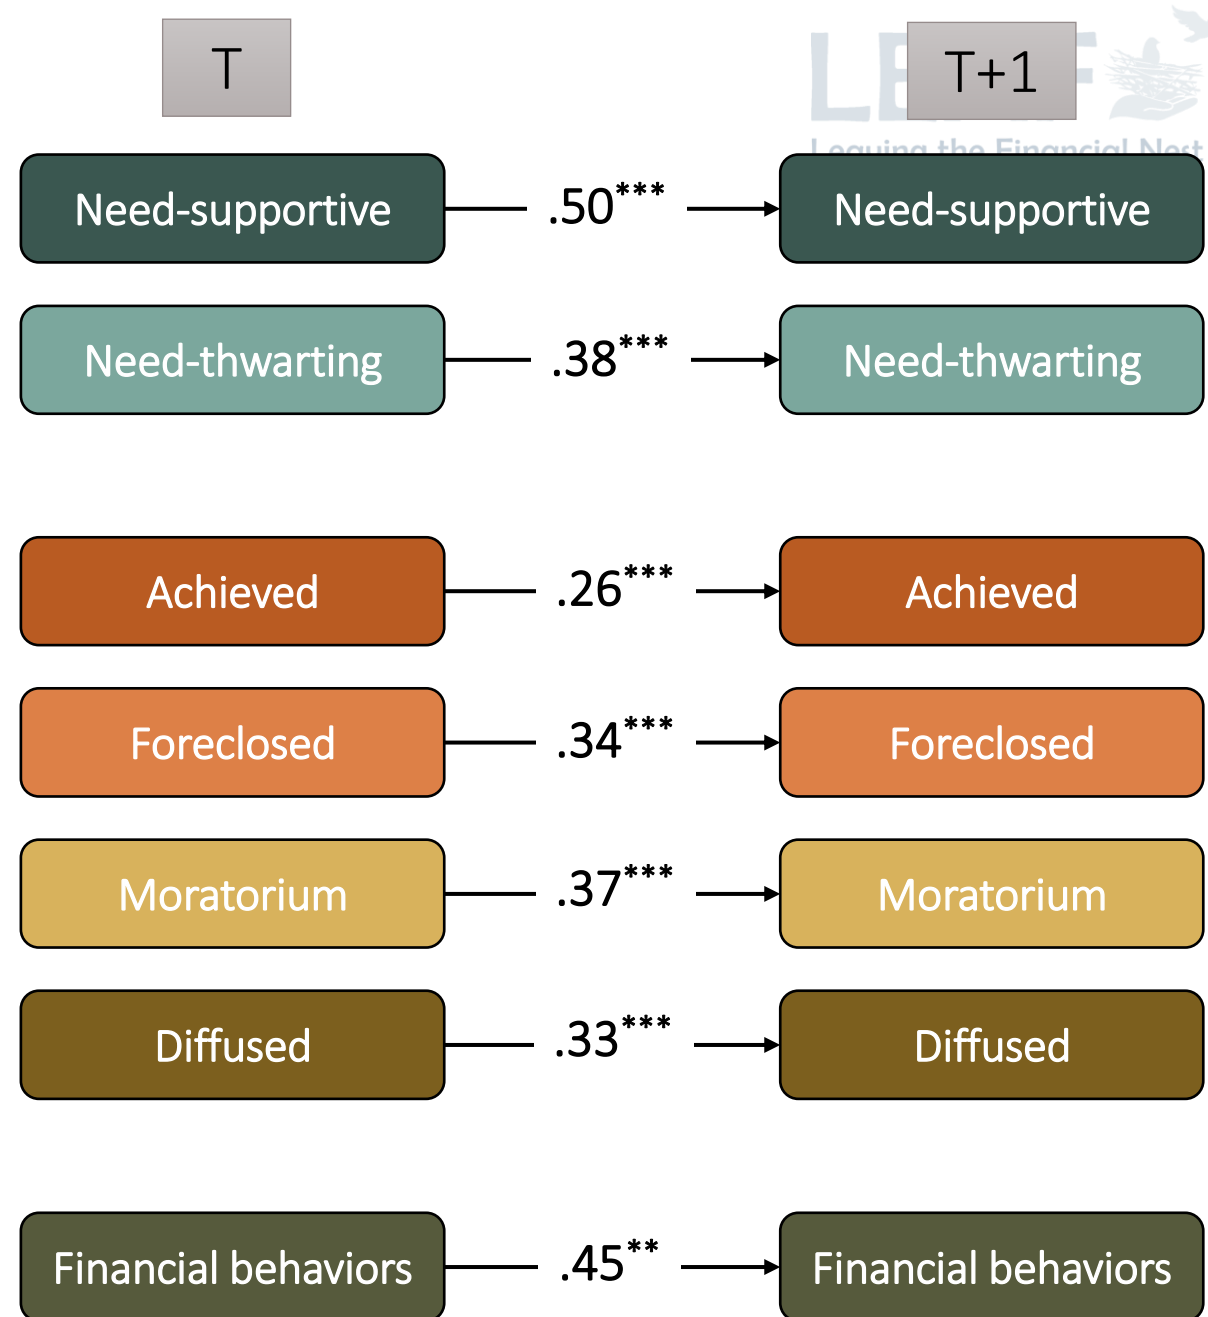 T
T+1
Leaving the Financial Nest
Need-supportive .50*** Need-supportive
Need-thwarting .38*** Need-thwarting
Achieved .26*** Achieved
Foreclosed .34*** Foreclosed
Moratorium .37*** Moratorium
Diffused .33*** Diffused
Financial behaviors .45** Financial behaviors